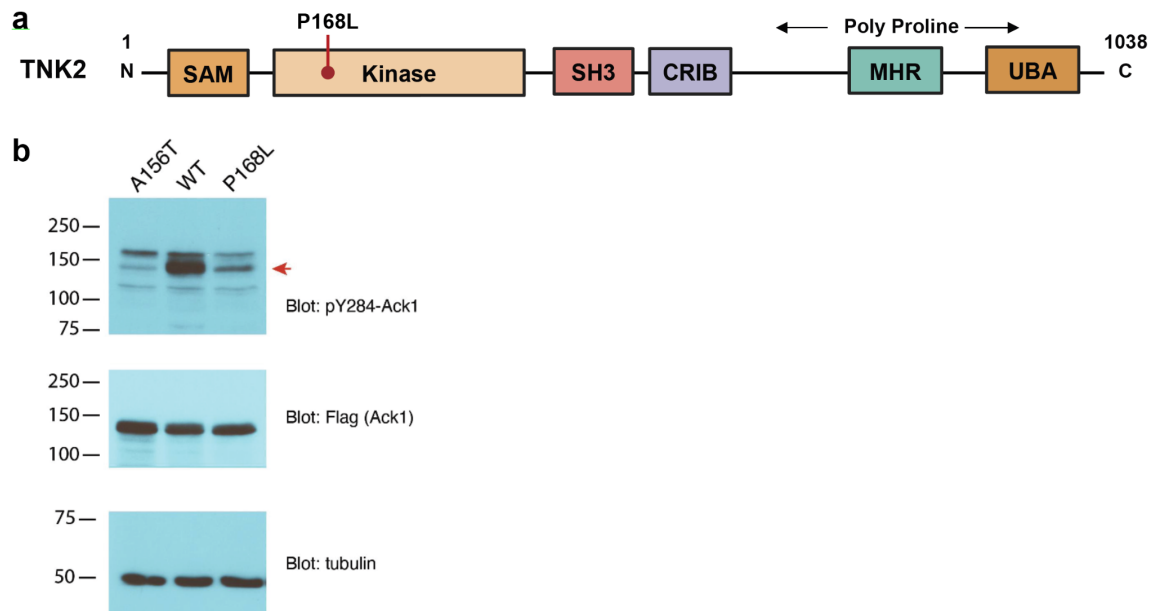 a
P168L
Poly Proline
1
1038
TNK2
N
SAM
Kinase
SH3
CRIB
MHR
UBA
C
b
A156T
WT
P168L
250
150
100
75
Blot: pY284-Ack1
250
150
100
Blot: Flag (Ack1)
75
50
Blot: tubulin